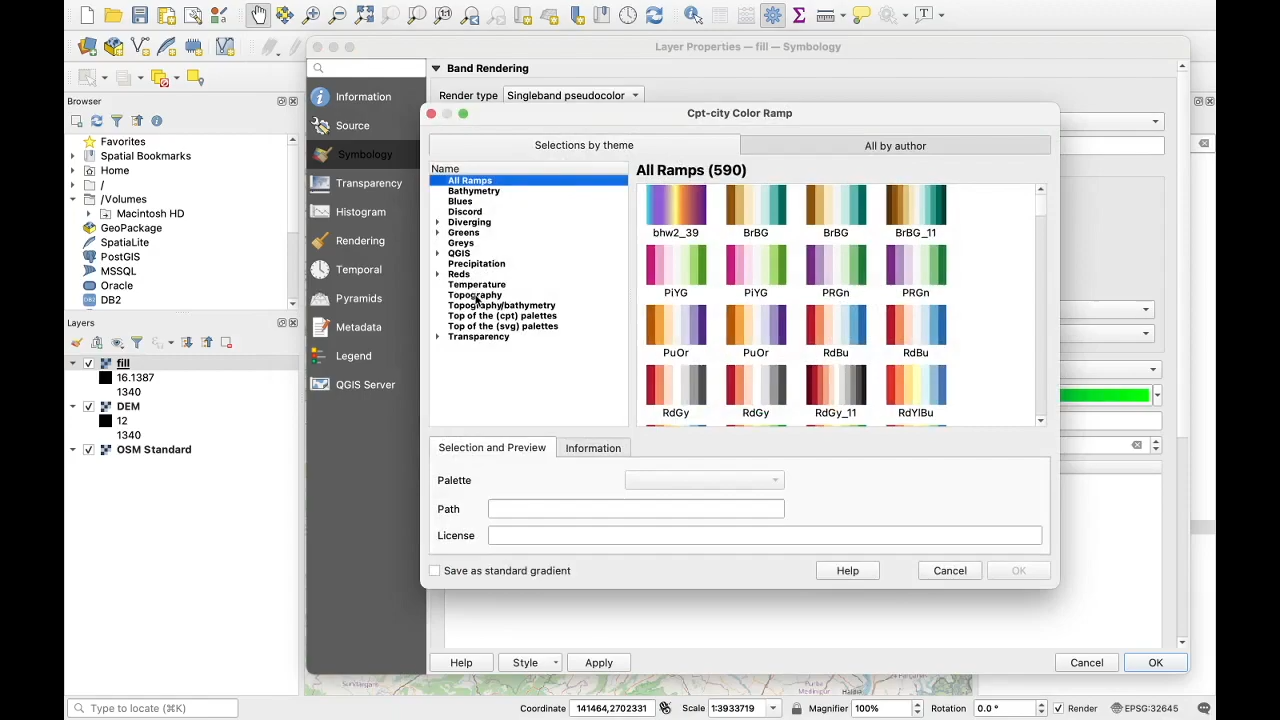 Layer Properties — fill — Symbology
Browser
Favorites
Spatial Bookmarks
Home
/
/Volumes
Macintosh HD
GeoPackage
SpatiaLite
PostGIS
MSSQL
Oracle
DB2
Layers
fill
16.1387
1340
DEM
12
1340
OSM Standard
Information
Source
Symbology
Transparency
Histogram
Rendering
Temporal
Pyramids
Metadata
Legend
QGIS Server
Band Rendering
Render type Singleband pseudocolor
Cpt-city Color Ramp
Selections by theme
All by author
Name
All Ramps
Bathymetry
Blues
Discord
Diverging
Greens
Greys
QGIS
Precipitation
Reds
Temperature
Topography
Topography/bathymetry
Top of the (cpt) palettes
Top of the (svg) palettes
Transparency
All Ramps (590)
bhw2_39 BrBG BrBG BrBG_11
PiYG PiYG PRGn PRGn
PuOr PuOr RdBu RdBu
RdGy RdGy RdGy_11 RdYlBu
Selection and Preview
Information
Palette
Path
License
Save as standard gradient
Help Cancel OK
Help Style Apply Cancel OK
Type to locate (⌘K)
Coordinate 141464,2702331 Scale 1:3933719 Magnifier 100% Rotation 0.0 ° Render EPSG:32645